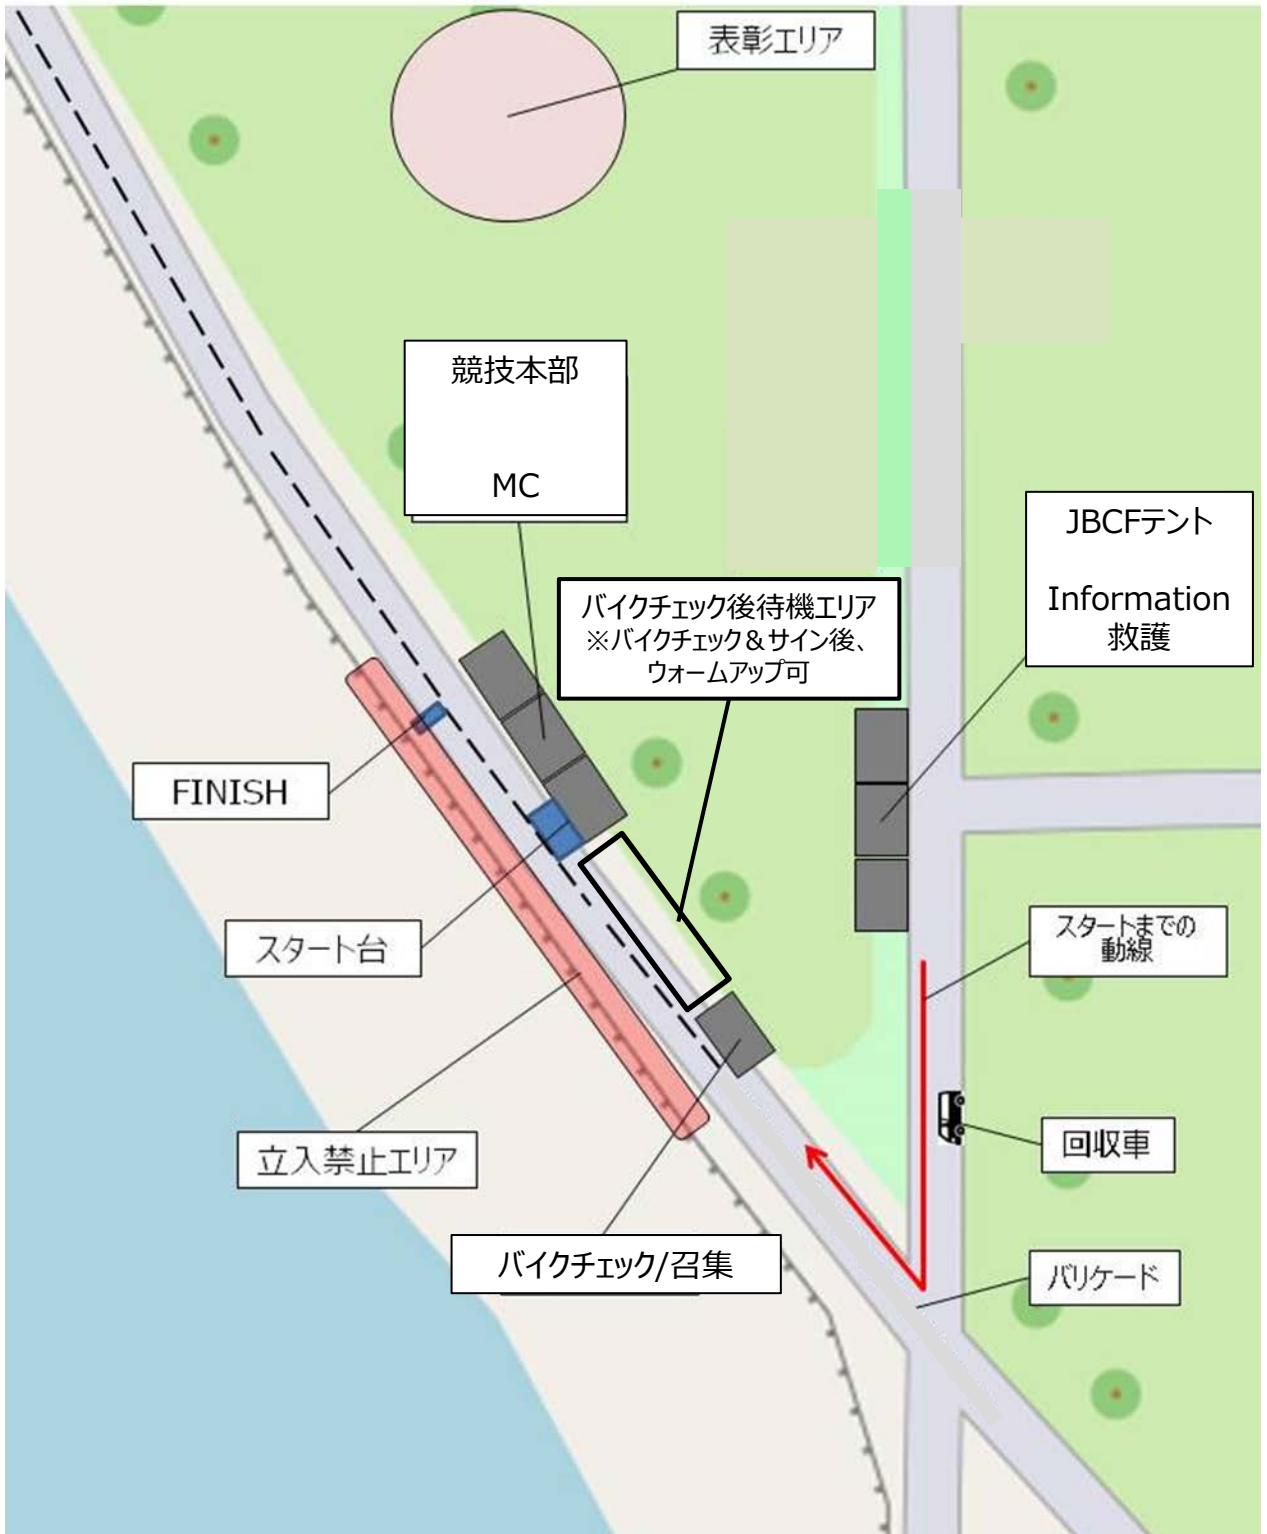 表彰エリア
競技本部
MC
JBCFテント
Information
救護
バイクチェック後待機エリア
※バイクチェック&サイン後、
ウォームアップ可
FINISH
スタート台
スタートまでの
動線
立入禁止エリア
回収車
バイクチェック/召集
バリケード